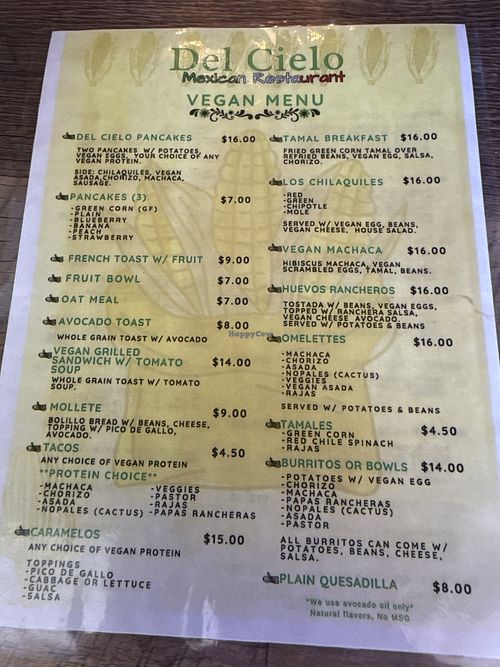 Del Cielo
Mexican Restaurant
VEGAN MENU
DEL CIELO PANCAKES $16.00
TWO PANCAKES W/ POTATOES,
VEGAN EGGS, YOUR CHOICE OF ANY
VEGAN PROTEIN.
SIDE: CHILAQUILES, VEGAN
ASADA,CHORIZO, MACHACA,
SAUSAGE.
PANCAKES (3) $7.00
-GREEN CORN (GF)
-PLAIN
-BLUEBERRY
-BANANA
-PEACH
-STRAWBERRY
FRENCH TOAST W/ FRUIT $9.00
FRUIT BOWL $7.00
OAT MEAL $7.00
AVOCADO TOAST $8.00
WHOLE GRAIN TOAST W/ AVOCADO
VEGAN GRILLED
SANDWICH W/ TOMATO $14.00
SOUP
WHOLE GRAIN TOAST W/ TOMATO
SOUP.
MOLLETE $9.00
BOLILLO BREAD W/ BEANS, CHEESE,
TOPPING W/ PICO DE GALLO,
AVOCADO.
TACOS $4.50
ANY CHOICE OF VEGAN PROTEIN
**PROTEIN CHOICE**
-MACHACA
-CHORIZO
-ASADA
-NOPALES (CACTUS)
-VEGGIES
-PASTOR
-RAJAS
-PAPAS RANCHERAS
CARAMELOS $15.00
ANY CHOICE OF VEGAN PROTEIN
TOPPINGS
-PICO DE GALLO
-CABBAGE OR LETTUCE
-GUAC
-SALSA
TAMAL BREAKFAST $16.00
FRIED GREEN CORN TAMAL OVER
REFRIED BEANS, VEGAN EGG, SALSA,
CHORIZO.
LOS CHILAQUILES $16.00
-RED
-GREEN
-CHIPOTLE
-MOLE
SERVED W/ VEGAN EGG, BEANS,
VEGAN CHEESE, HOUSE SALAD.
VEGAN MACHACA $16.00
HIBISCUS MACHACA, VEGAN
SCRAMBLED EGGS, TAMAL, BEANS.
HUEVOS RANCHEROS $16.00
TOSTADA W/ BEANS, VEGAN EGGS,
TOPPED W/ RANCHERA SALSA,
VEGAN CHEESE AVOCADO.
SERVED W/ POTATOES & BEANS
OMELETTES $16.00
-MACHACA
-CHORIZO
-ASADA
-NOPALES (CACTUS)
-VEGGIES
-VEGAN ASADA
-RAJAS
SERVED W/ POTATOES & BEANS
TAMALES $4.50
-GREEN CORN
-RED CHILE SPINACH
-RAJAS
BURRITOS OR BOWLS $14.00
-POTATOES W/ VEGAN EGG
-CHORIZO
-MACHACA
-PAPAS RANCHERAS
-NOPALES (CACTUS)
-ASADA
-PASTOR
ALL BURRITOS CAN COME W/
POTATOES, BEANS, CHEESE,
SALSA.
PLAIN QUESADILLA $8.00
*We use avocado oil only*
Natural flavors, No MSG
HappyCow